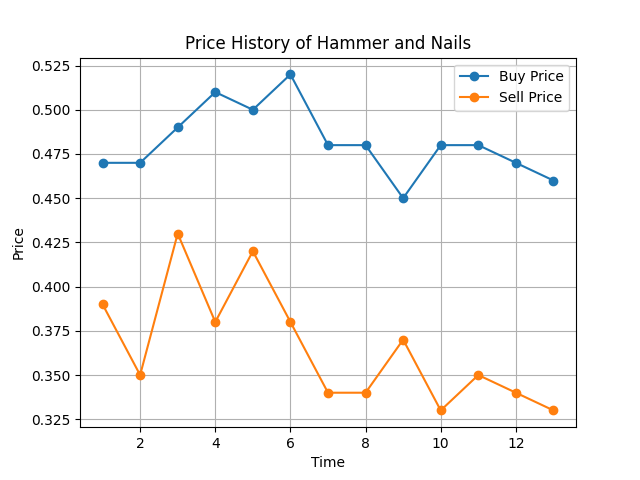 Price History of Hammer and Nails
Buy Price
Sell Price
Price
0.525
0.500
0.475
0.450
0.425
0.400
0.375
0.350
0.325
2 4 6 8 10 12
Time